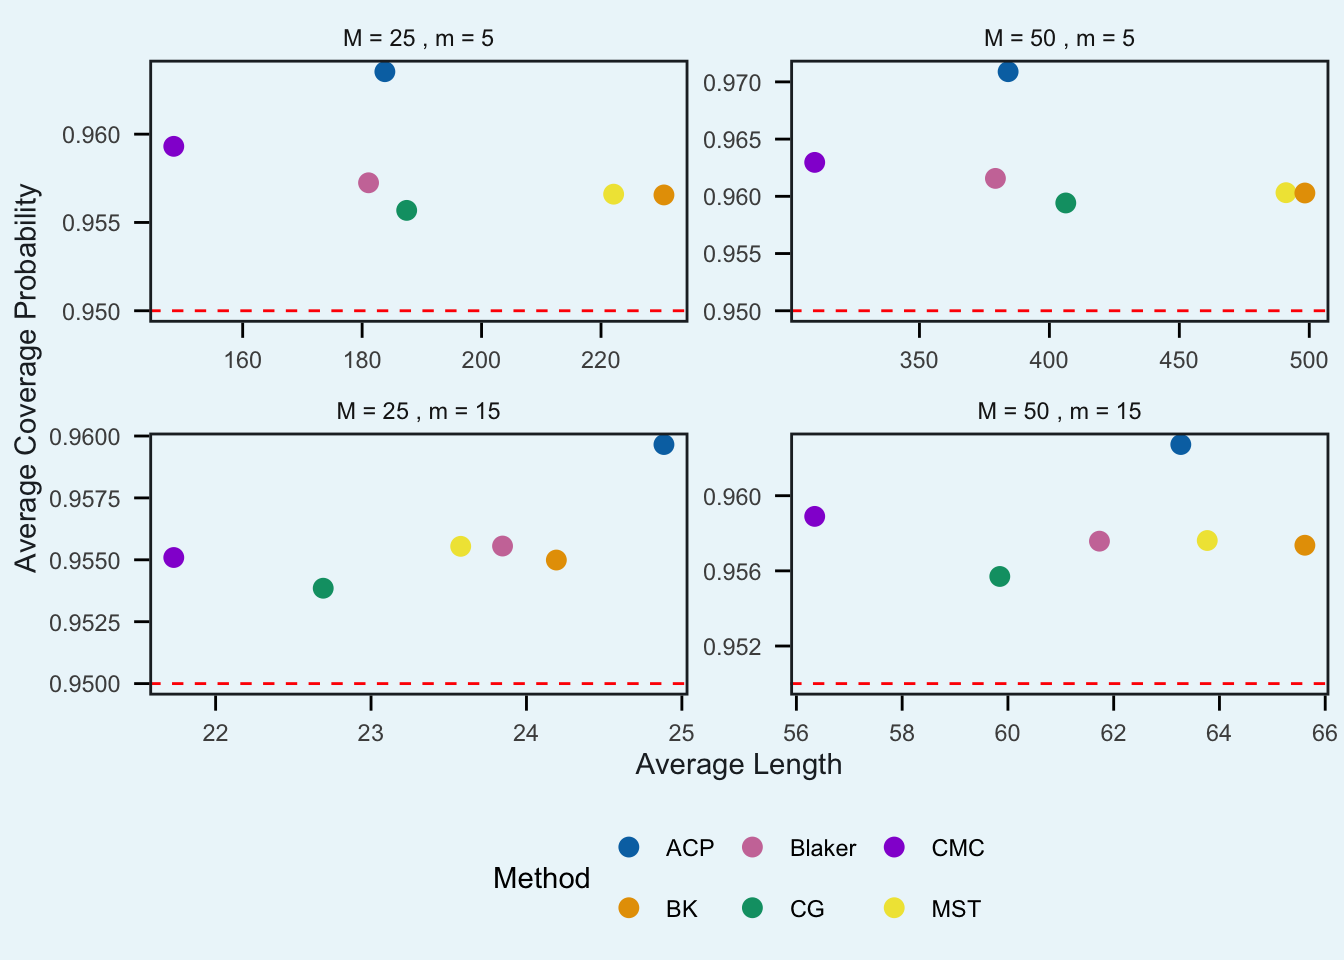 M = 25 , m = 5
M = 50 , m = 5
0.960
0.955
0.950
160 180 200 220
0.970
0.965
0.960
0.955
0.950
350 400 450 500
Average Coverage Probability
M = 25 , m = 15
M = 50 , m = 15
0.9600
0.9575
0.9550
0.9525
0.9500
22 23 24 25
0.960
0.956
0.952
56 58 60 62 64 66
Average Length
Method
ACP Blaker CMC
BK CG MST